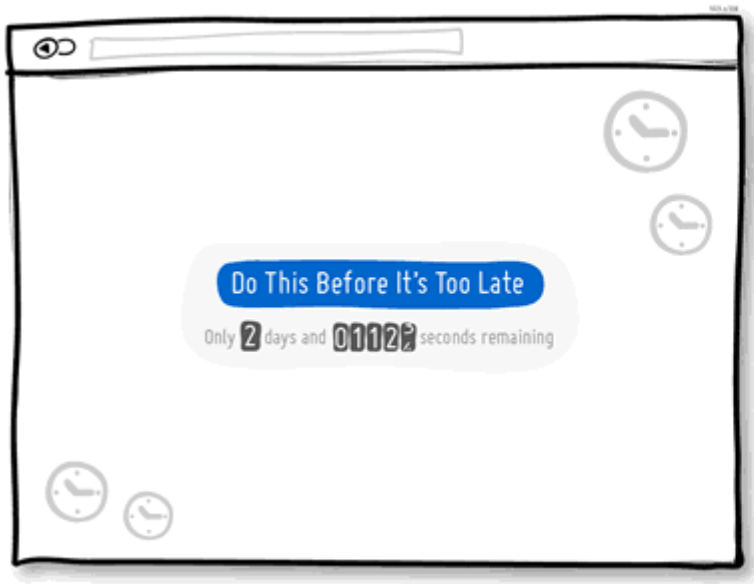 Do This Before It's Too Late
Only 2 days and 0112 seconds remaining